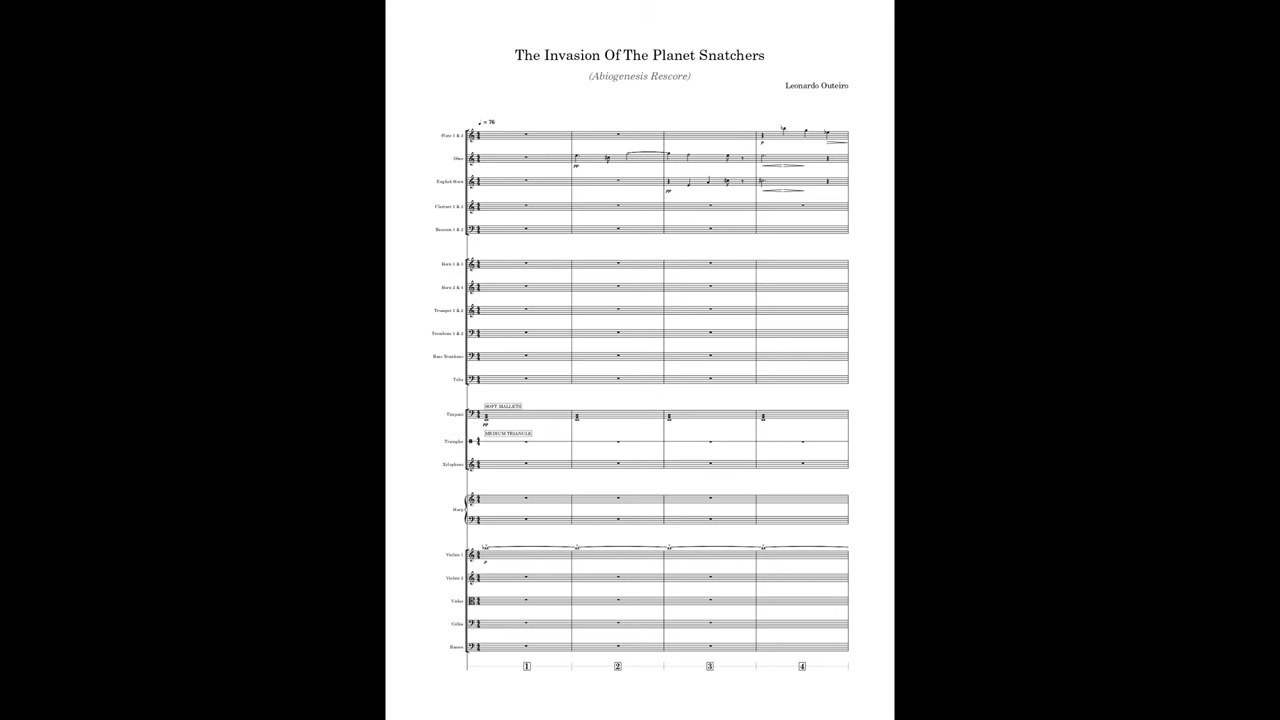 The Invasion Of The Planet Snatchers
(Abiogenesis Rescore)
Leonardo Outeiro
♩ = 76
Flute 1 & 2
p
Oboe
pp
English Horn
pp
Clarinet 1 & 2
Bassoon 1 & 2
Horn 1 & 3
Horn 2 & 4
Trumpet 1 & 2
Trombone 1 & 2
Bass Trombone
Tuba
SOFT MALLETS
Timpani
pp
MEDIUM TRIANGLE
Triangles
Xylophone
Harp
Violins 1
p
Violins 2
Violas
Cellos
Basses
1 2 3 4